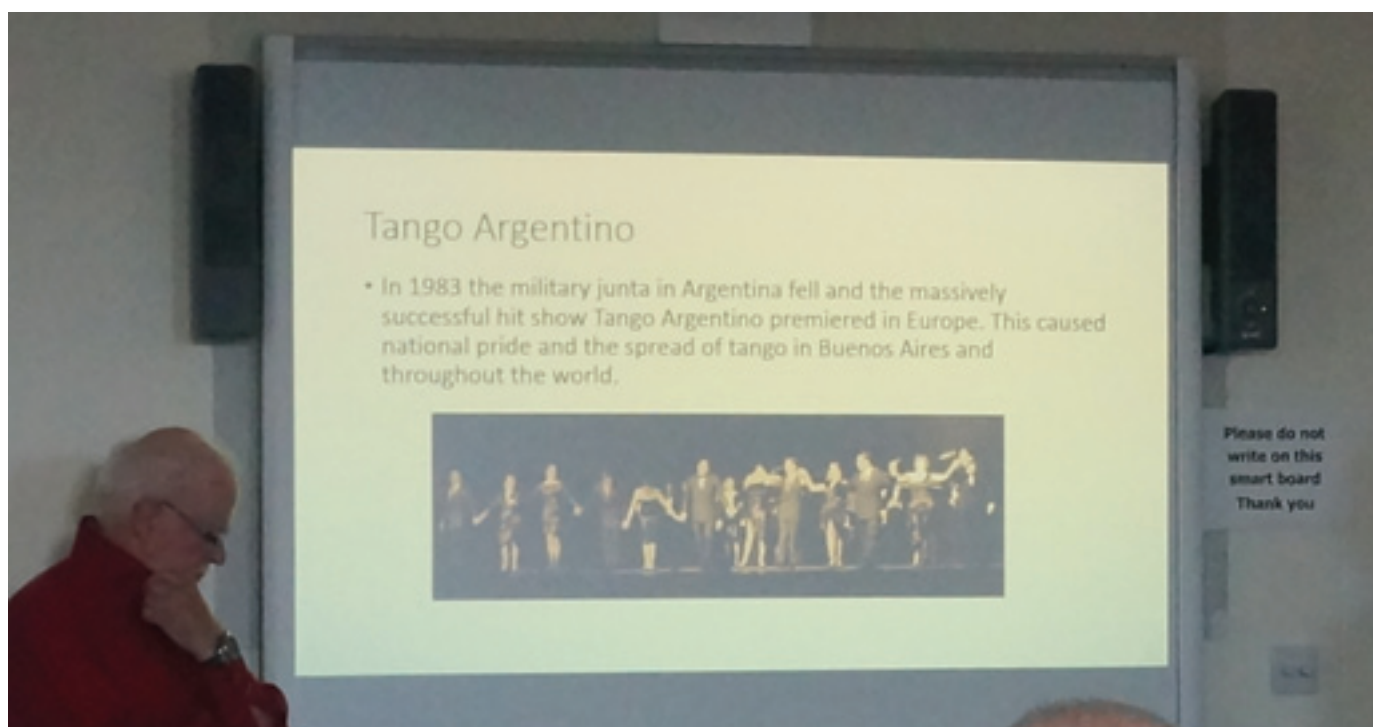 Tango Argentino
• In 1983 the military junta in Argentina fell and the massively
successful hit show Tango Argentino premiered in Europe. This caused
national pride and the spread of tango in Buenos Aires and
throughout the world.
Please do not
write on this
smart board
Thank you